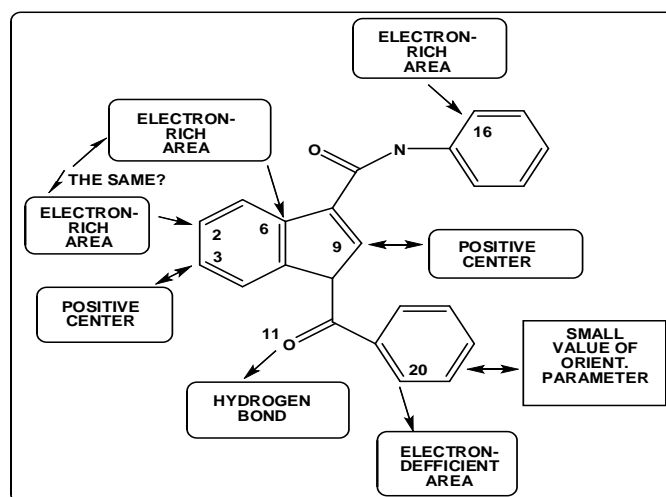 ELECTRON-
RICH
AREA
ELECTRON-
RICH
AREA
16
O
N
THE SAME?
ELECTRON-
RICH
AREA
2
6
3
9
POSITIVE
CENTER
POSITIVE
CENTER
11
O
20
SMALL
VALUE OF
ORIENT.
PARAMETER
HYDROGEN
BOND
ELECTRON-
DEFFICIENT
AREA